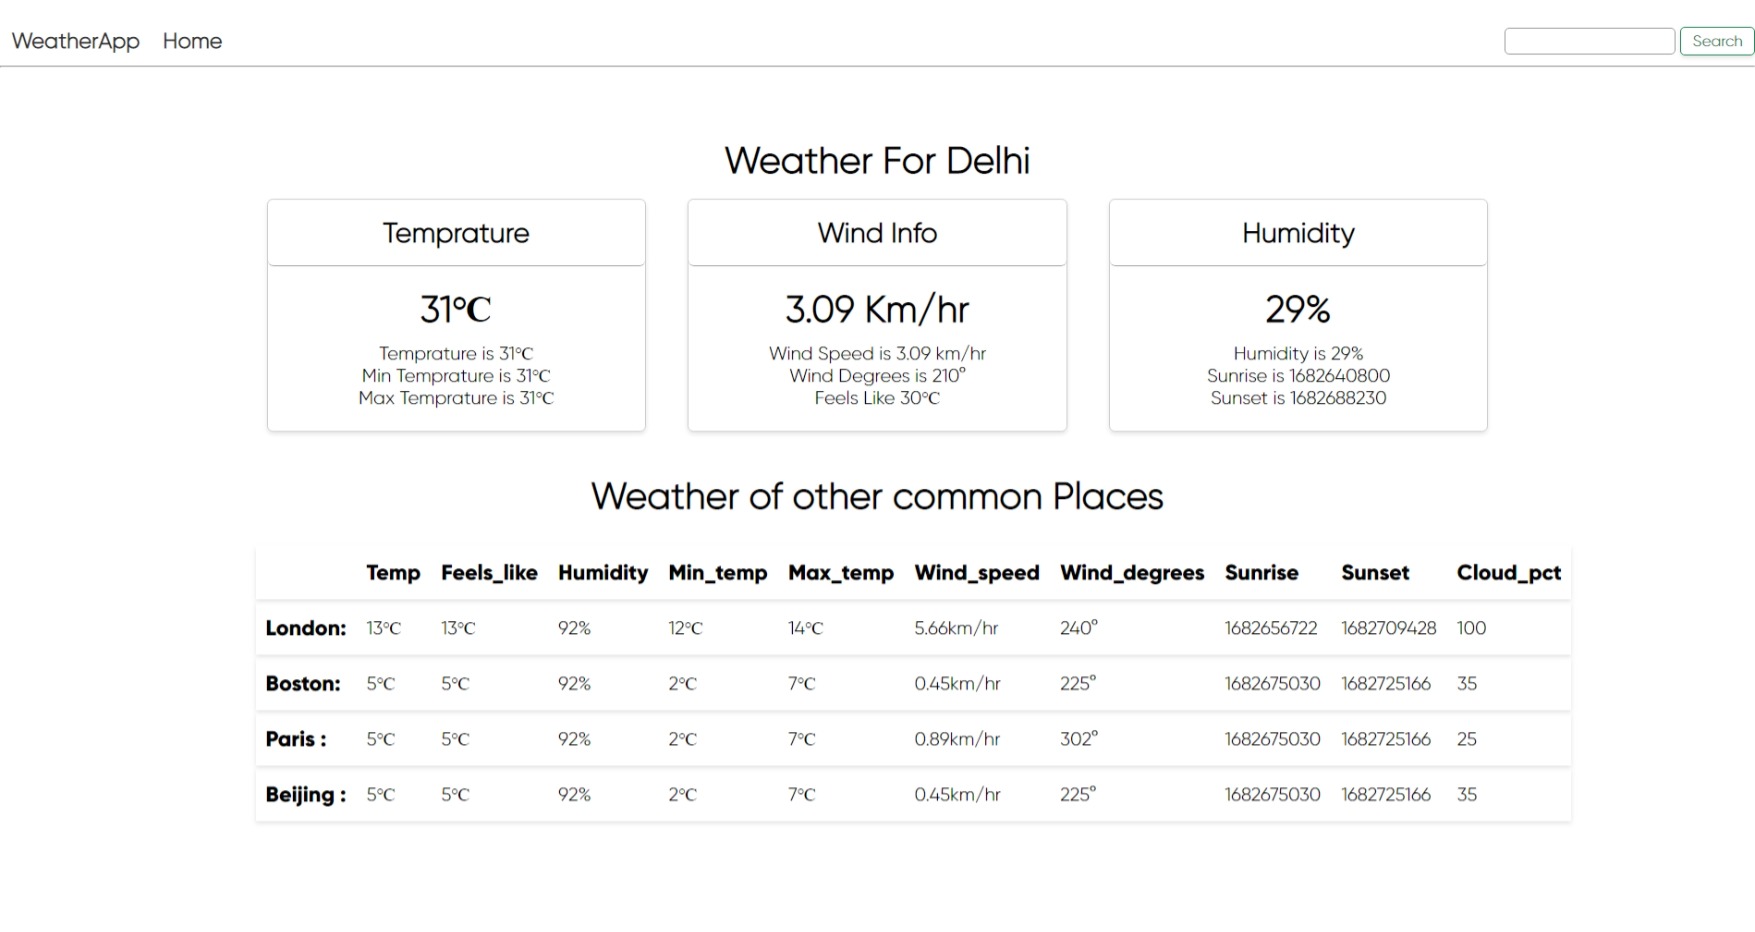 WeatherApp Home Search
Weather For Delhi
Temprature
31°C
Temprature is 31°C
Min Temprature is 31°C
Max Temprature is 31°C
Wind Info
3.09 Km/hr
Wind Speed is 3.09 km/hr
Wind Degrees is 210°
Feels Like 30°C
Humidity
29%
Humidity is 29%
Sunrise is 1682640800
Sunset is 1682688230
Weather of other common Places
Temp Feels_like Humidity Min_temp Max_temp Wind_speed Wind_degrees Sunrise Sunset Cloud_pct
London: 13°C 13°C 92% 12°C 14°C 5.66km/hr 240° 1682656722 1682709428 100
Boston: 5°C 5°C 92% 2°C 7°C 0.45km/hr 225° 1682675030 1682725166 35
Paris : 5°C 5°C 92% 2°C 7°C 0.89km/hr 302° 1682675030 1682725166 25
Beijing : 5°C 5°C 92% 2°C 7°C 0.45km/hr 225° 1682675030 1682725166 35